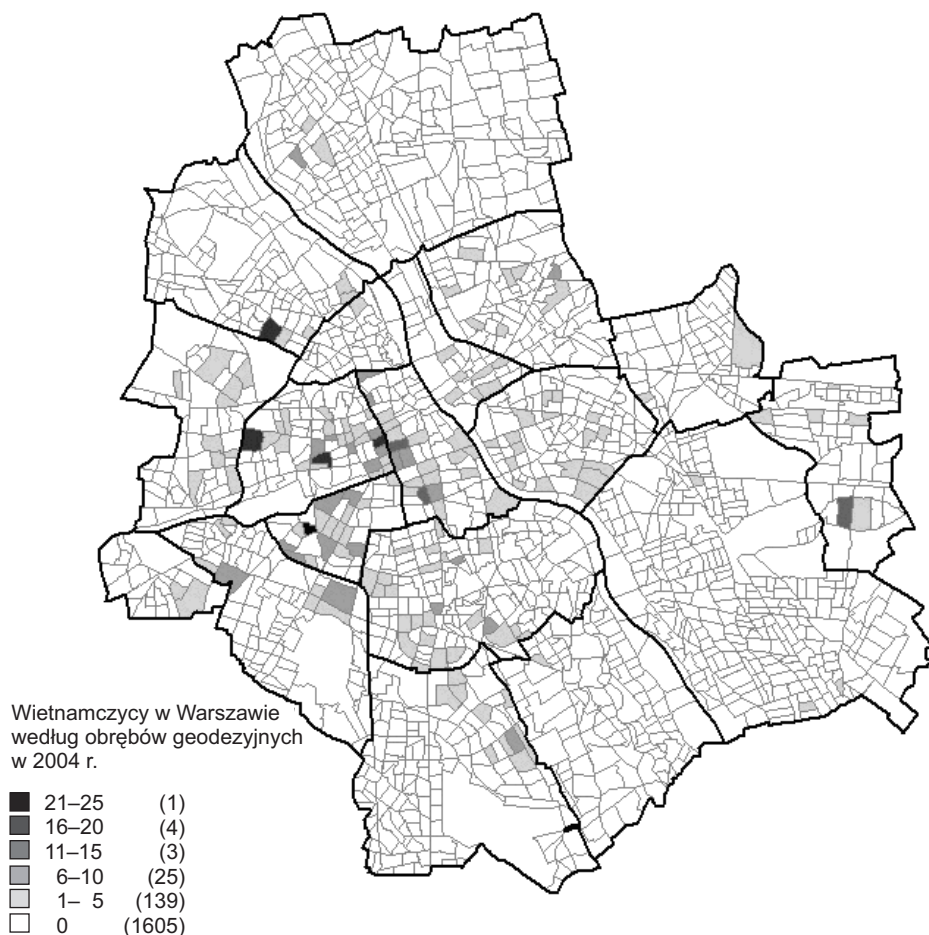 Wietnamczycy w Warszawie
według obrębów geodezyjnych
w 2004 r.
21–25 (1)
16–20 (4)
11–15 (3)
6–10 (25)
1– 5 (139)
0 (1605)